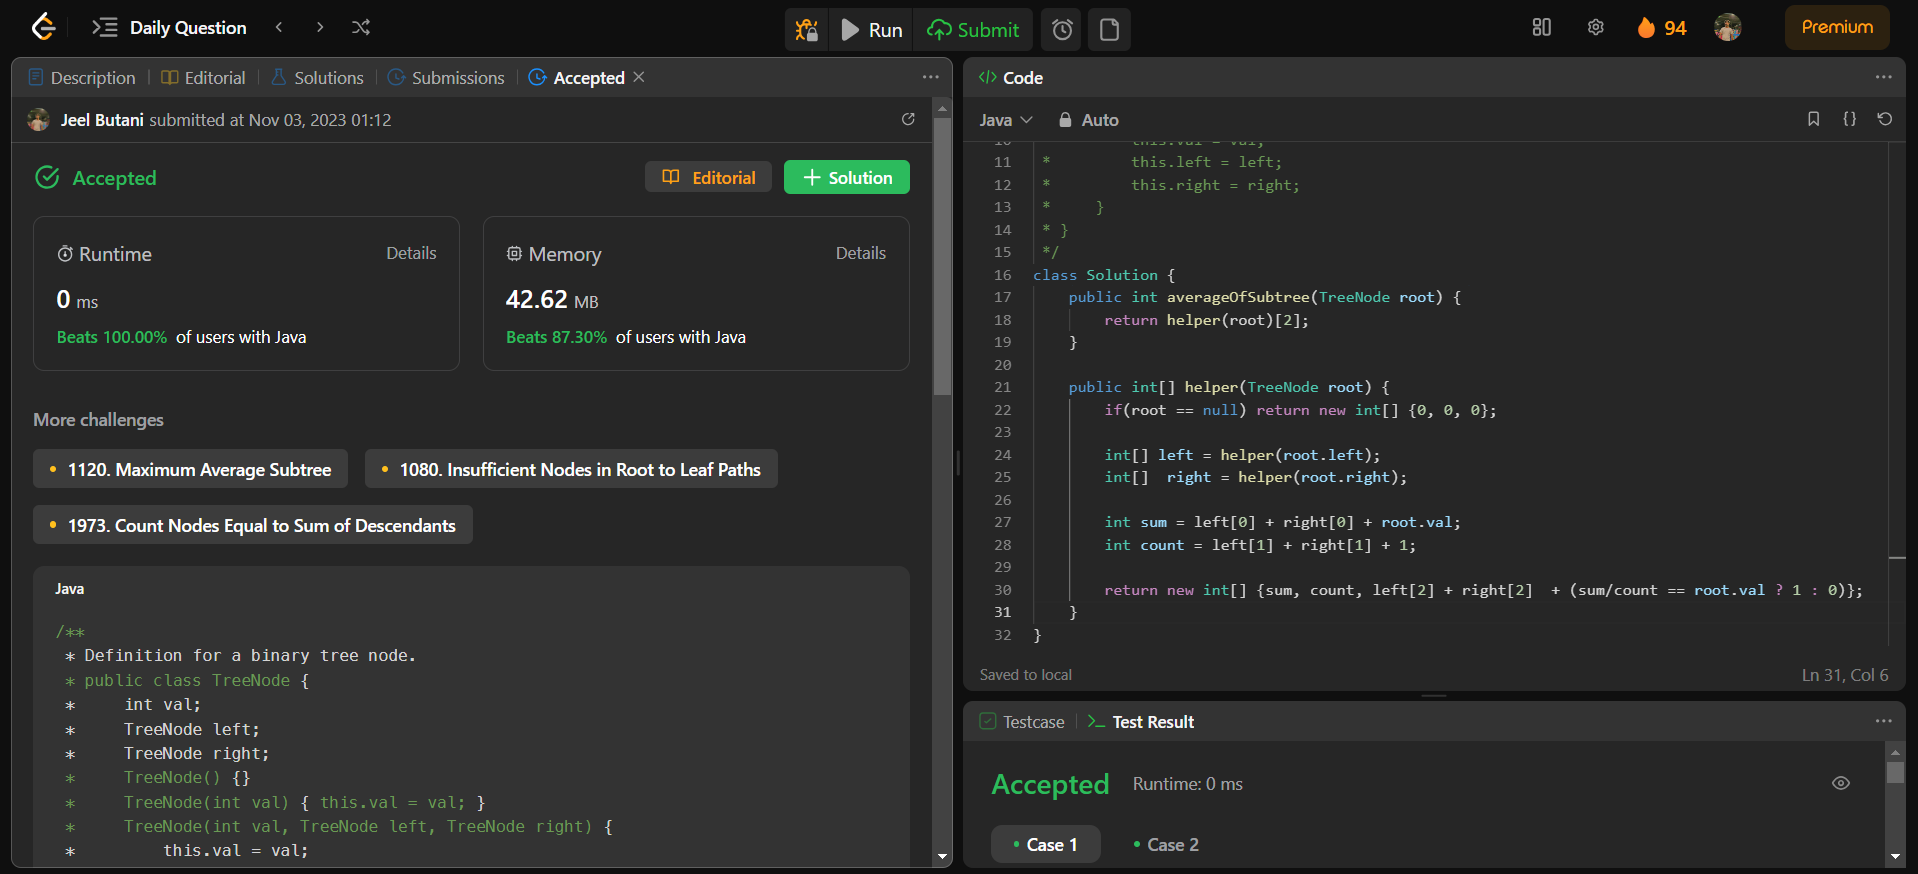 Daily Question
Run
Submit
94
Premium
Description
Editorial
Solutions
Submissions
Accepted
Jeel Butani submitted at Nov 03, 2023 01:12
Accepted
Editorial
Solution
Runtime
Details
0 ms
Beats 100.00% of users with Java
Memory
Details
42.62 MB
Beats 87.30% of users with Java
More challenges
1120. Maximum Average Subtree
1080. Insufficient Nodes in Root to Leaf Paths
1973. Count Nodes Equal to Sum of Descendants
Java
/**
* Definition for a binary tree node.
* public class TreeNode {
*     int val;
*     TreeNode left;
*     TreeNode right;
*     TreeNode() {}
*     TreeNode(int val) { this.val = val; }
*     TreeNode(int val, TreeNode left, TreeNode right) {
*         this.val = val;
</> Code
Java
Auto
{}
10 this.val = val;
11 *         this.left = left;
12 *         this.right = right;
13 *     }
14 * }
15 */
16 class Solution {
17     public int averageOfSubtree(TreeNode root) {
18         return helper(root)[2];
19     }
20
21     public int[] helper(TreeNode root) {
22         if(root == null) return new int[] {0, 0, 0};
23
24         int[] left = helper(root.left);
25         int[]  right = helper(root.right);
26
27         int sum = left[0] + right[0] + root.val;
28         int count = left[1] + right[1] + 1;
29
30         return new int[] {sum, count, left[2] + right[2]  + (sum/count == root.val ? 1 : 0)};
31     }
32 }
Saved to local
Ln 31, Col 6
Testcase
Test Result
Accepted
Runtime: 0 ms
Case 1
Case 2